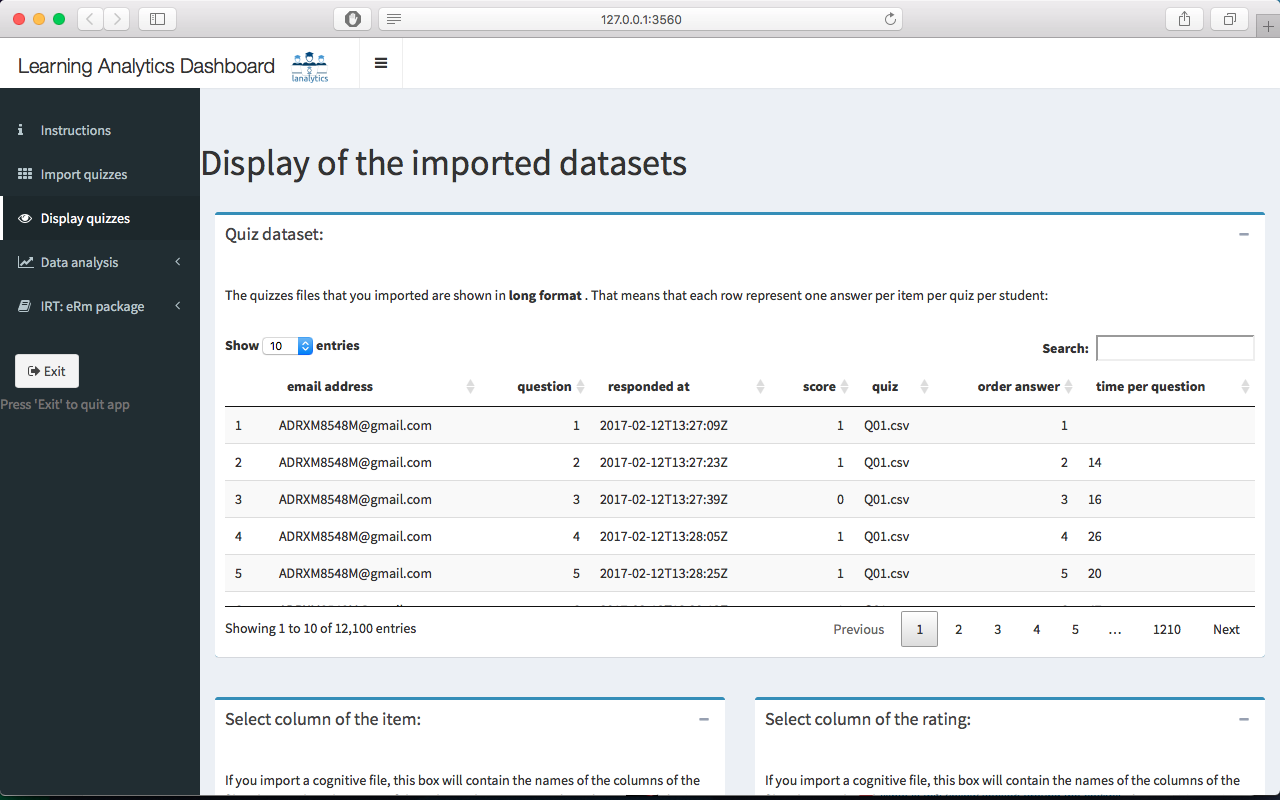 127.0.0.1:3560
Learning Analytics Dashboard
lanalytics
Instructions
Import quizzes
Display quizzes
Data analysis
IRT: eRm package
Exit
Press 'Exit' to quit app
Display of the imported datasets
Quiz dataset:
The quizzes files that you imported are shown in long format . That means that each row represent one answer per item per quiz per student:
Show 10 entries
Search:
email address question responded at score quiz order answer time per question
1 ADRXM8548M@gmail.com 1 2017-02-12T13:27:09Z 1 Q01.csv 1
2 ADRXM8548M@gmail.com 2 2017-02-12T13:27:23Z 1 Q01.csv 2 14
3 ADRXM8548M@gmail.com 3 2017-02-12T13:27:39Z 0 Q01.csv 3 16
4 ADRXM8548M@gmail.com 4 2017-02-12T13:28:05Z 1 Q01.csv 4 26
5 ADRXM8548M@gmail.com 5 2017-02-12T13:28:25Z 1 Q01.csv 5 20
Showing 1 to 10 of 12,100 entries
Previous 1 2 3 4 5 … 1210 Next
Select column of the item:
If you import a cognitive file, this box will contain the names of the columns of the
Select column of the rating:
If you import a cognitive file, this box will contain the names of the columns of the